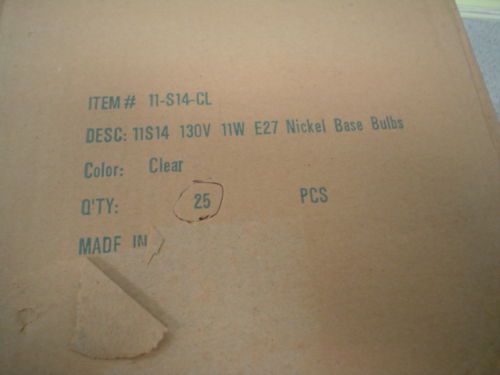 ITEM# 11-S14-CL
DESC: 11S14 130V 11W E27 Nickel Base Bulbs
Color: Clear
Q'TY: 25 PCS
MADE IN